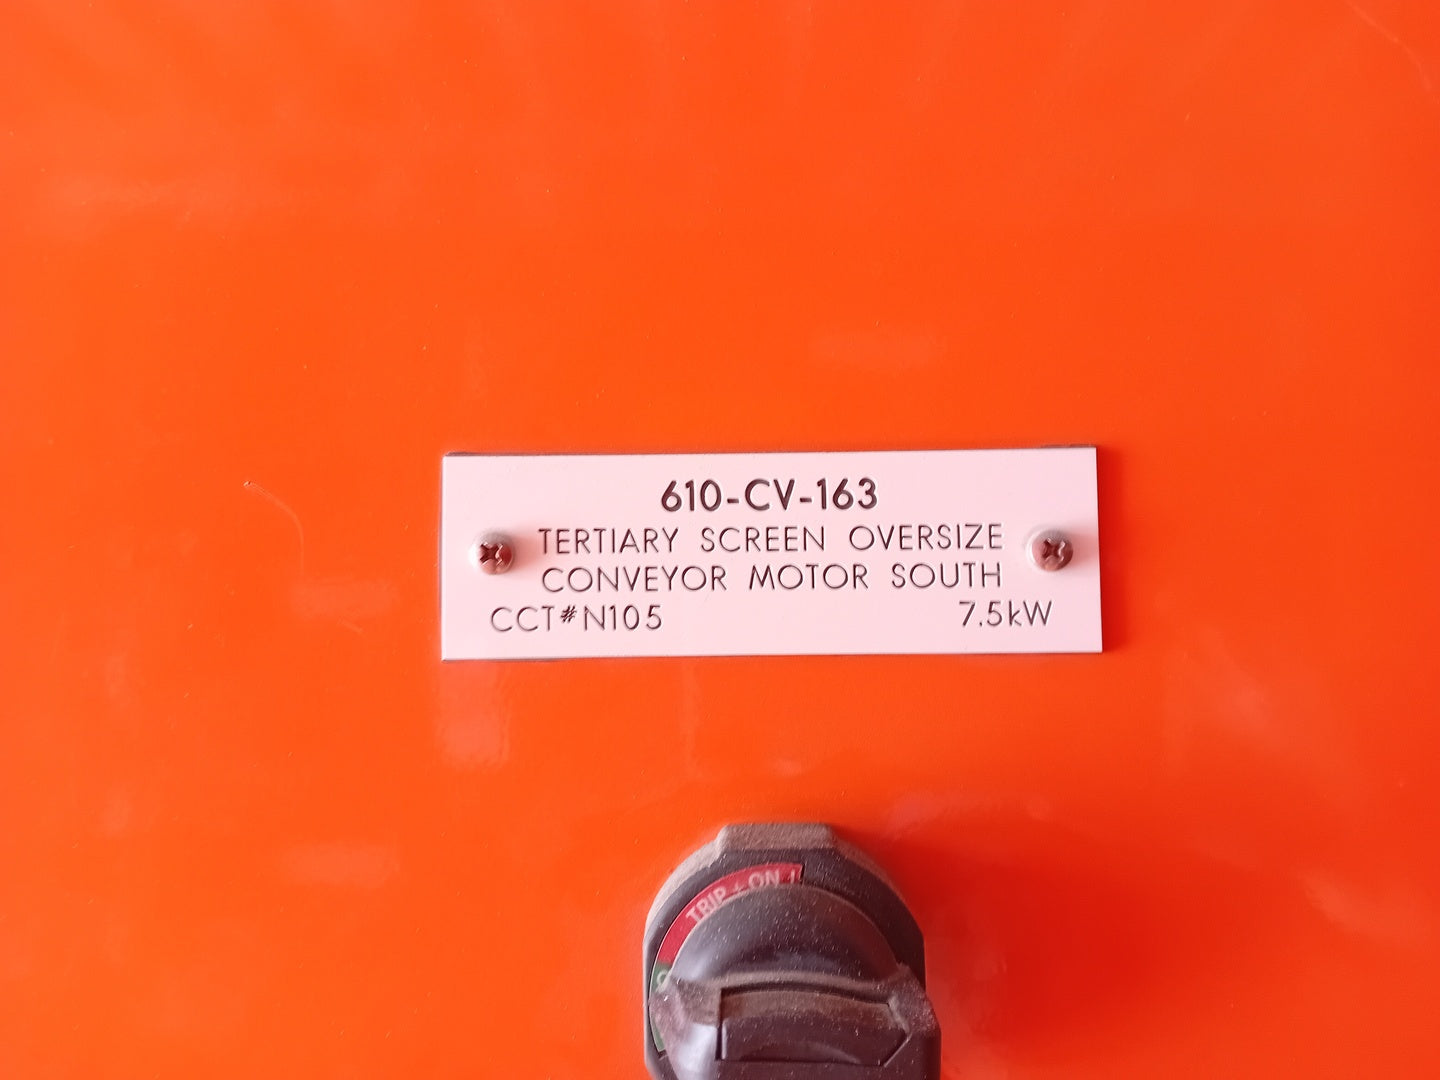 610-CV-163
TERTIARY SCREEN OVERSIZE
CONVEYOR MOTOR SOUTH
CCT#N105 7.5kW
TRIP + ON I